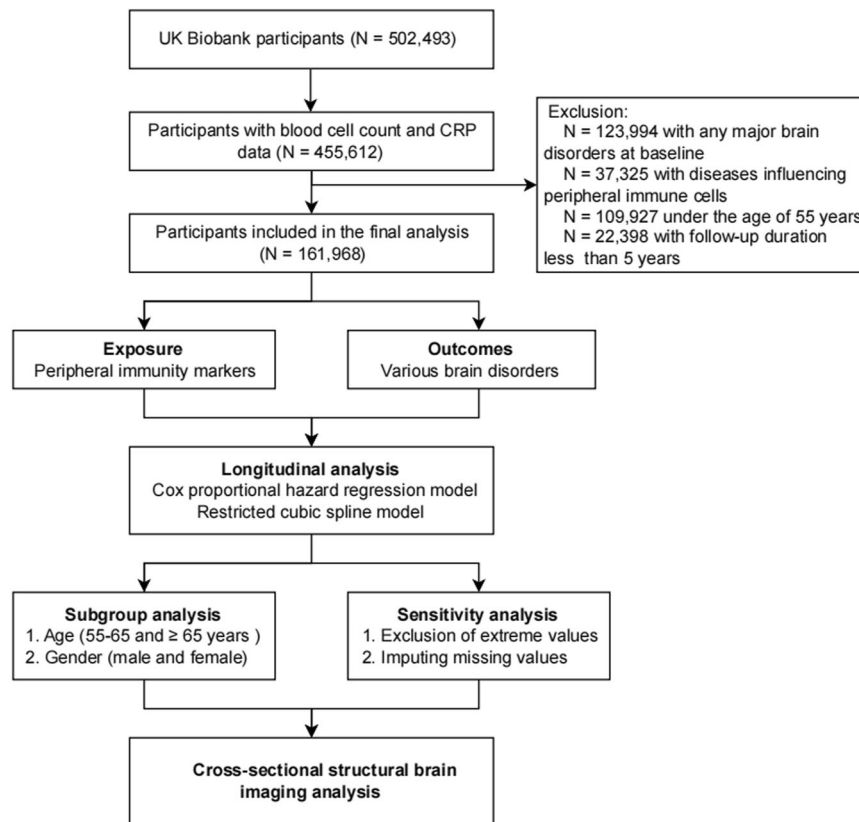 UK Biobank participants (N = 502,493)
Participants with blood cell count and CRP
data (N = 455,612)
Exclusion:
N = 123,994 with any major brain
disorders at baseline
N = 37,325 with diseases influencing
peripheral immune cells
N = 109,927 under the age of 55 years
N = 22,398 with follow-up duration
less than 5 years
Participants included in the final analysis
(N = 161,968)
Exposure
Peripheral immunity markers
Outcomes
Various brain disorders
Longitudinal analysis
Cox proportional hazard regression model
Restricted cubic spline model
Subgroup analysis
1. Age (55-65 and ≥ 65 years )
2. Gender (male and female)
Sensitivity analysis
1. Exclusion of extreme values
2. Imputing missing values
Cross-sectional structural brain
imaging analysis